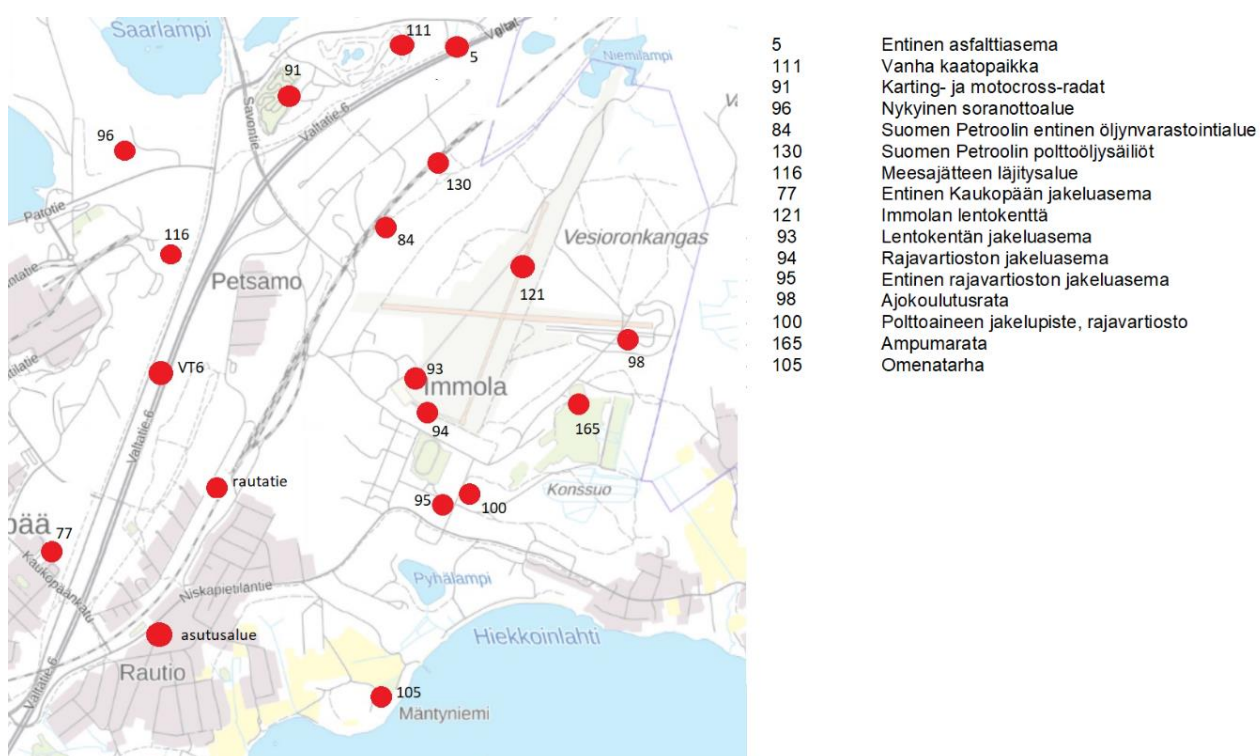 Saarlampi
111
5
Valtatie 6
Niemilampi
91
Savontie
96
130
Patotie
84
Vesioronkangas
116
Petsamo
121
VT6
98
93
Immola
94
165
Valtatie 6
rautatie
95
100
Konssuo
77
Kaukopäänkatu
Pyhälampi
Niskapietiläntie
Hiekkoinlahti
asutusalue
Rautio
Valtatie 6
105
Mäntyniemi
5 Entinen asfalttiasema
111 Vanha kaatopaikka
91 Karting- ja motocross-radat
96 Nykyinen soranottoalue
84 Suomen Petroolin entinen öljynvarastointialue
130 Suomen Petroolin polttoöljysäiliöt
116 Meesajätteen läjitysalue
77 Entinen Kaukopään jakeluasema
121 Immolan lentokenttä
93 Lentokentän jakeluasema
94 Rajavartioston jakeluasema
95 Entinen rajavartioston jakeluasema
98 Ajokoulutusrata
100 Polttoaineen jakelupiste, rajavartiosto
165 Ampumarata
105 Omenatarha